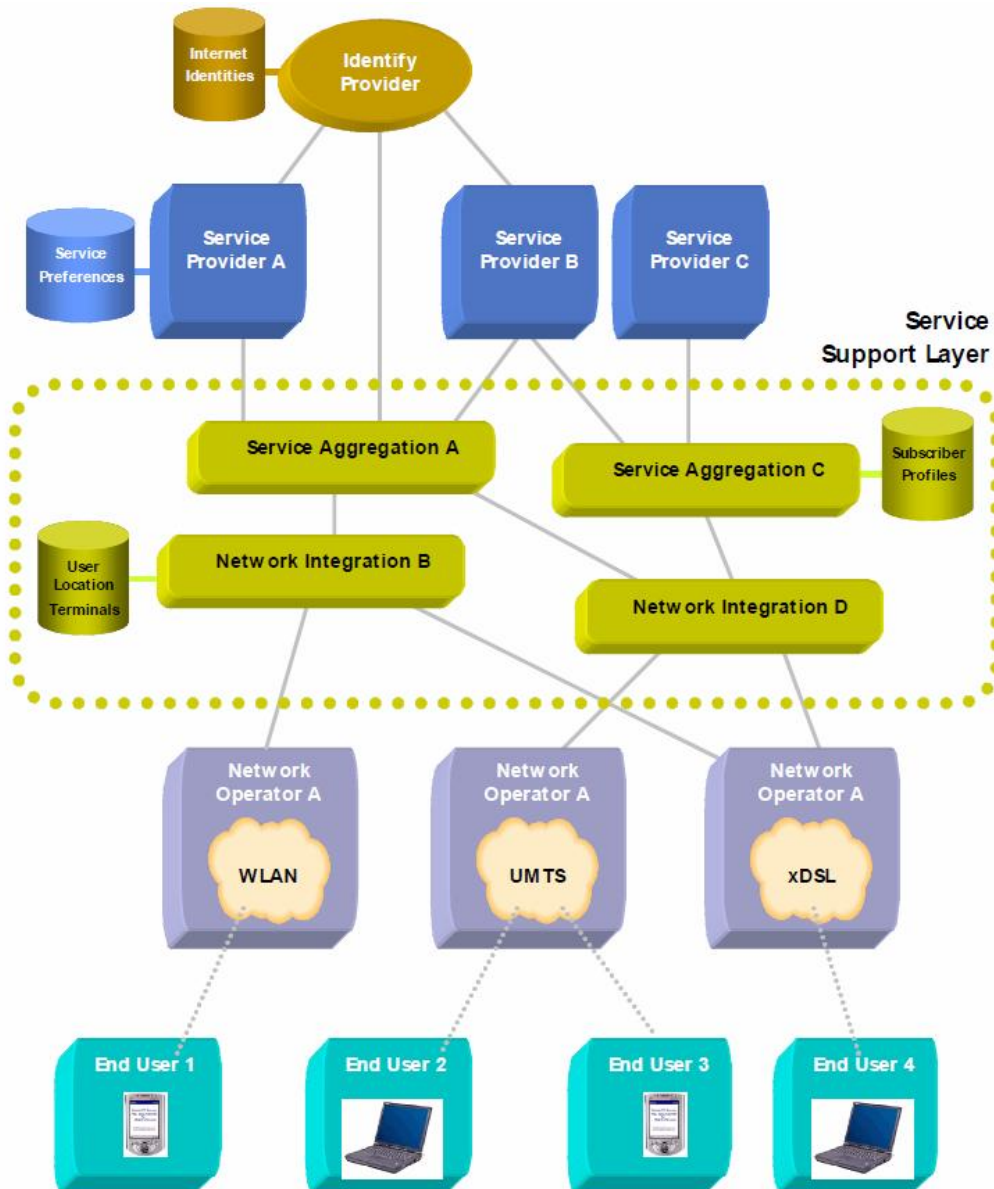 Internet
Identities
Identify
Provider
Service
Preferences
Service
Provider A
Service
Provider B
Service
Provider C
Service
Support Layer
Service Aggregation A
Service Aggregation C
Subscriber
Profiles
User
Location
Terminals
Network Integration B
Network Integration D
Network
Operator A
WLAN
Network
Operator A
UMTS
Network
Operator A
xDSL
End User 1
End User 2
End User 3
End User 4